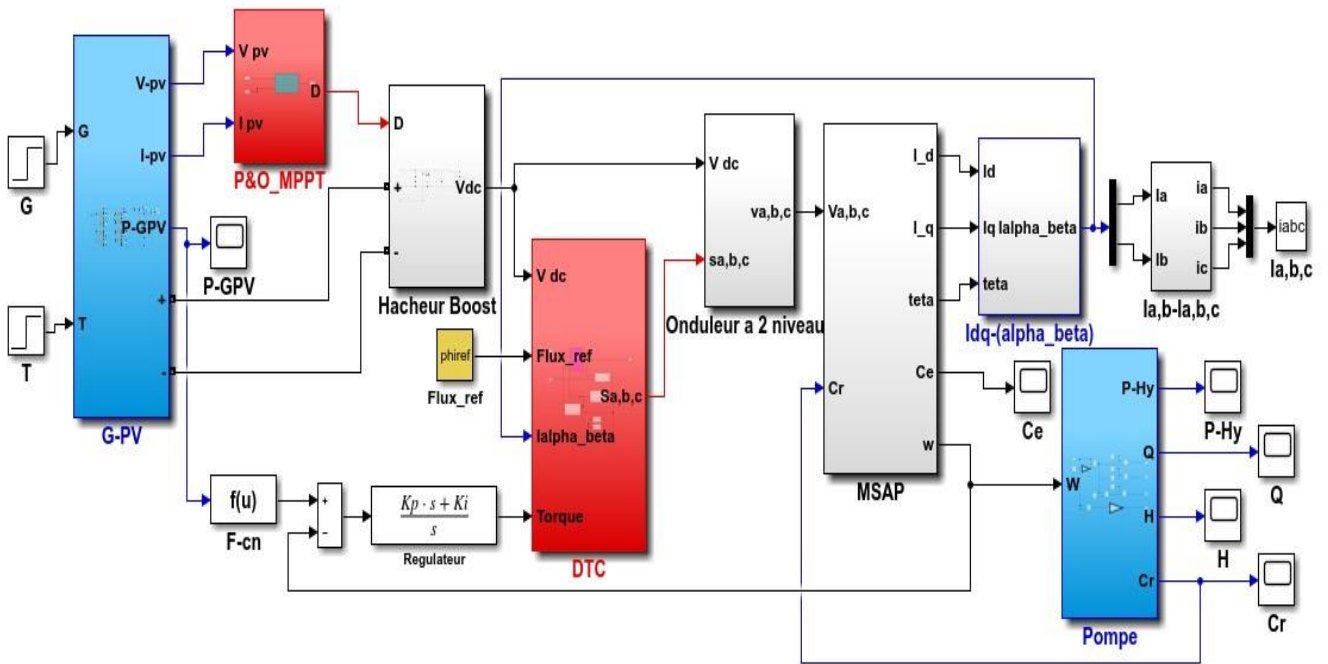 G
T
G
T
V-pv
I-pv
P-GPV
+
-
G-PV
V pv
I pv
D
P&O_MPPT
P-GPV
D
+
-
Vdc
Hacheur Boost
phiref
Flux_ref
V dc
Flux_ref
Ialpha_beta
Torque
Sa,b,c
DTC
f(u)
F-cn
+
-
Kp · s + Ki
s
Regulateur
V dc
sa,b,c
va,b,c
Onduleur a 2 niveau
Va,b,c
Cr
I_d
I_q
teta
Ce
w
MSAP
Id
Iq
teta
Ialpha_beta
Idq-(alpha_beta)
Ia
Ib
ia
ib
ic
Ia,b-Ia,b,c
iabc
Ia,b,c
Ce
W
P-Hy
Q
H
Cr
Pompe
P-Hy
Q
H
Cr